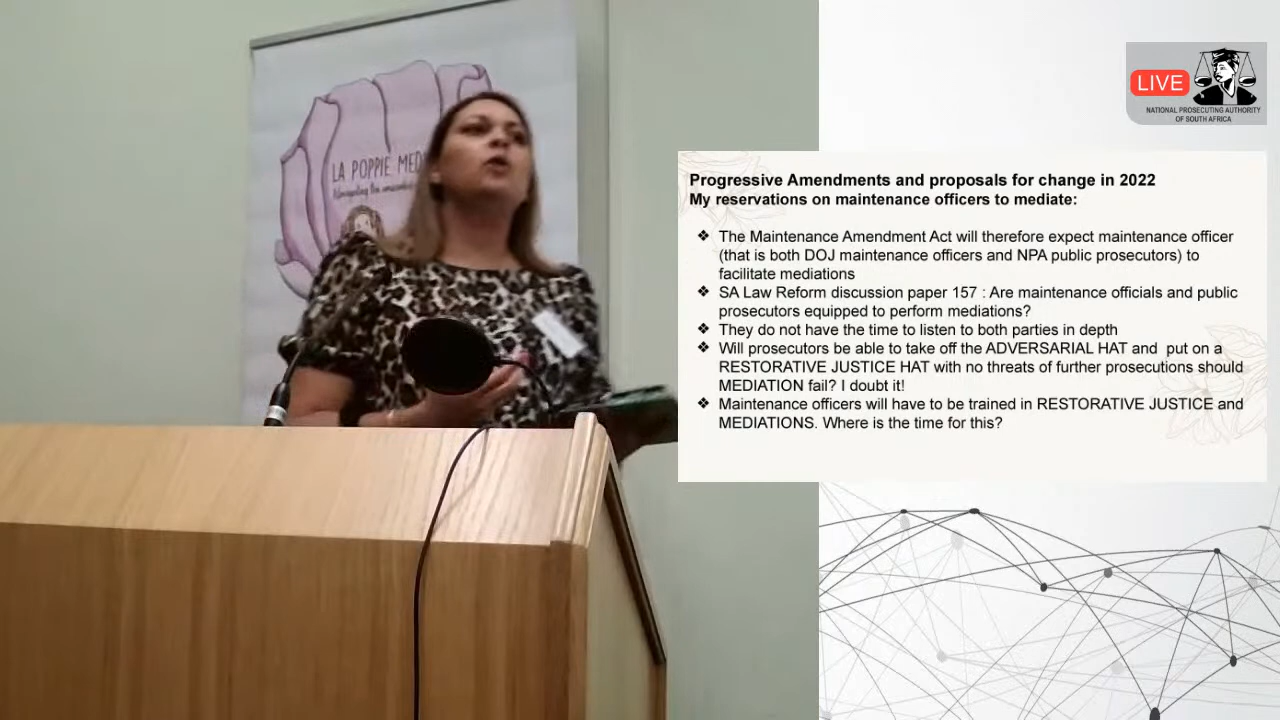 LA POPPIE MED
LIVE
NATIONAL PROSECUTING AUTHORITY
OF SOUTH AFRICA
Progressive Amendments and proposals for change in 2022
My reservations on maintenance officers to mediate:
❖ The Maintenance Amendment Act will therefore expect maintenance officer
(that is both DOJ maintenance officers and NPA public prosecutors) to
facilitate mediations
❖ SA Law Reform discussion paper 157 : Are maintenance officials and public
prosecutors equipped to perform mediations?
❖ They do not have the time to listen to both parties in depth
❖ Will prosecutors be able to take off the ADVERSARIAL HAT and put on a
RESTORATIVE JUSTICE HAT with no threats of further prosecutions should
MEDIATION fail? I doubt it!
❖ Maintenance officers will have to be trained in RESTORATIVE JUSTICE and
MEDIATIONS. Where is the time for this?